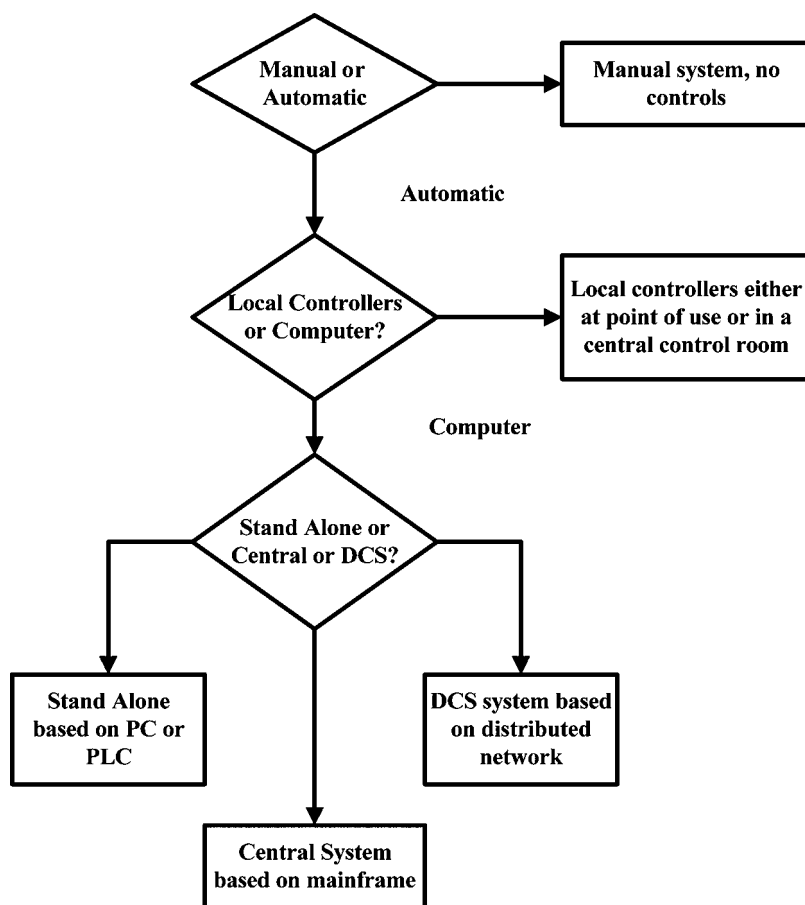 Manual or
Automatic
Manual system, no
controls
Automatic
Local Controllers
or Computer?
Local controllers either
at point of use or in a
central control room
Computer
Stand Alone or
Central or DCS?
Stand Alone
based on PC or
PLC
DCS system based
on distributed
network
Central System
based on mainframe